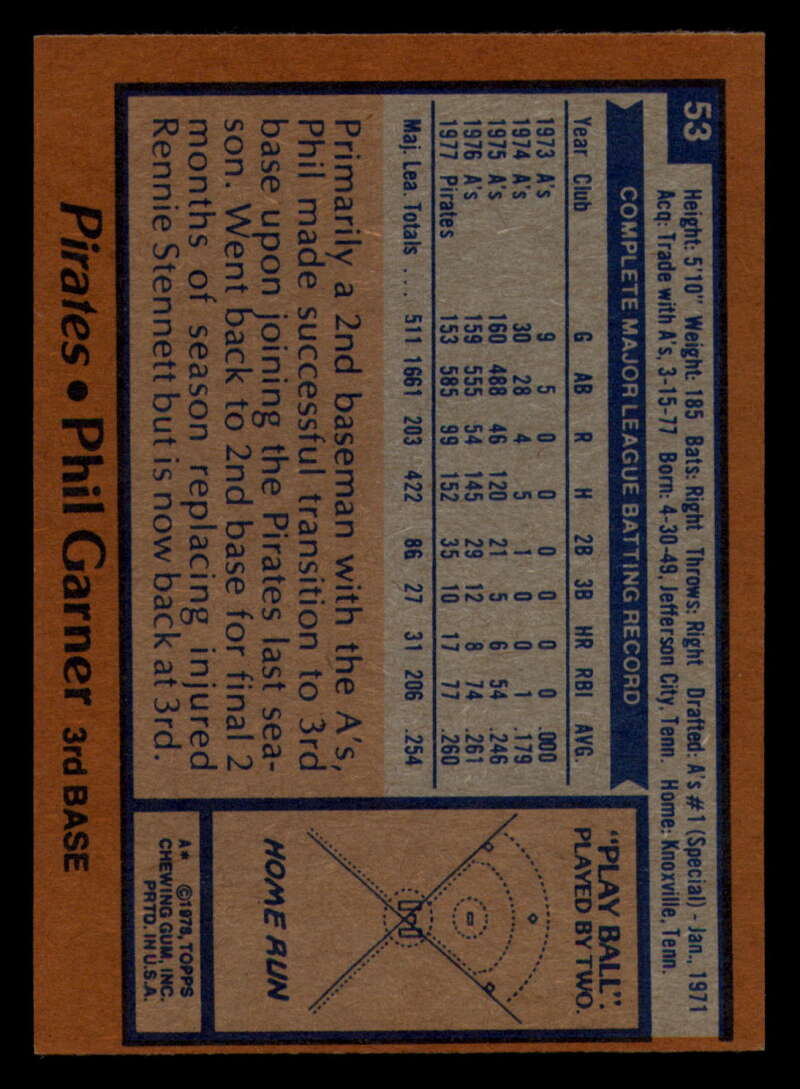 53
Height: 5'10" Weight: 185 Bats: Right Throws: Right Drafted: A's #1 (Special) - Jan., 1971
Acq: Trade with A's, 3-15-77 Born: 4-30-49, Jefferson City, Tenn. Home: Knoxville, Tenn.
COMPLETE MAJOR LEAGUE BATTING RECORD
Year Club G AB R H 2B 3B HR RBI AVG.
1973 A's 9 5 0 0 0 0 0 0 .000
1974 A's 30 28 4 5 1 0 0 1 .179
1975 A's 160 488 46 120 21 5 6 54 .246
1976 A's 159 555 54 145 29 12 8 74 .261
1977 Pirates 153 585 99 152 35 10 17 77 .260
Maj. Lea. Totals .... 511 1661 203 422 86 27 31 206 .254
Primarily a 2nd baseman with the A's,
Phil made successful transition to 3rd
base upon joining the Pirates last sea-
son. Went back to 2nd base for final 2
months of season replacing injured
Rennie Stennett but is now back at 3rd.
"PLAY BALL":
PLAYED BY TWO.
HOME RUN
A* ©1978, TOPPS
CHEWING GUM, INC.
PRTD. IN U.S.A.
Pirates • Phil Garner 3rd BASE